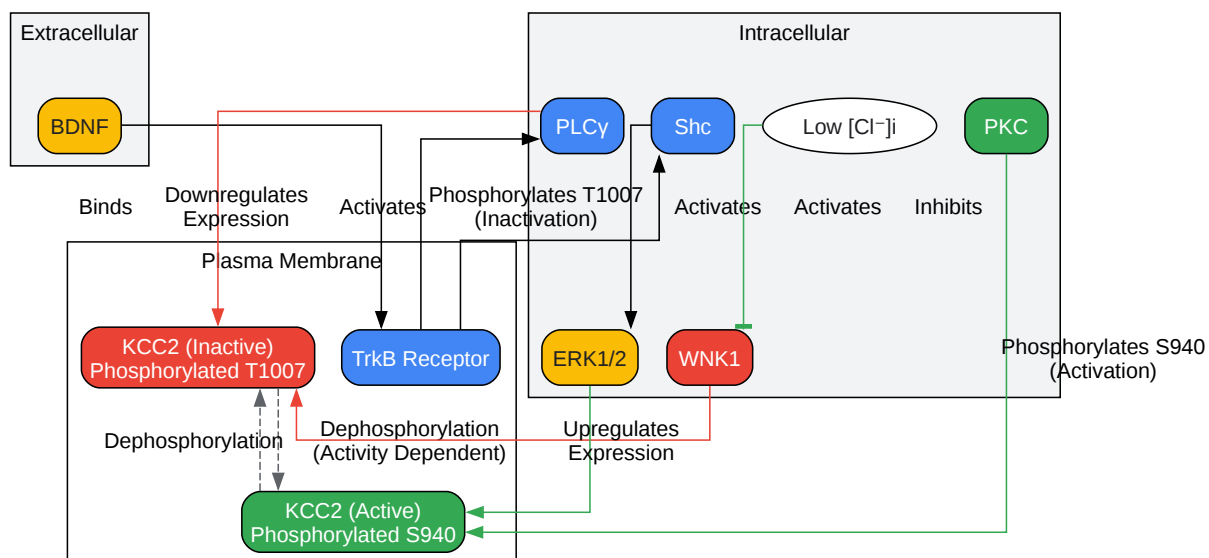 Extracellular
Intracellular
BDNF
PLCγ
Shc
Low [Cl⁻]i
PKC
Binds
Downregulates
Expression
Activates
Phosphorylates T1007
(Inactivation)
Activates
Activates
Inhibits
Plasma Membrane
KCC2 (Inactive)
Phosphorylated T1007
TrkB Receptor
ERK1/2
WNK1
Phosphorylates S940
(Activation)
Dephosphorylation
Dephosphorylation
(Activity Dependent)
Upregulates
Expression
KCC2 (Active)
Phosphorylated S940